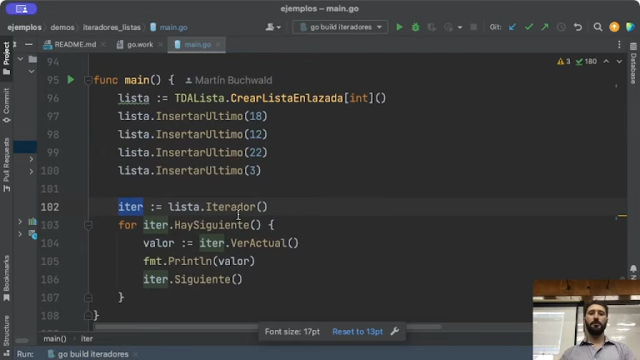 ejemplos – main.go
ejemplos demos iteradores_listas main.go go build iteradores Git:
README.md go.work main.go
3 180
94
95 func main() { Martín Buchwald
96 lista := TDALista.CrearListaEnlazada[int]()
97 lista.InsertarUltimo(18)
98 lista.InsertarUltimo(12)
99 lista.InsertarUltimo(22)
100 lista.InsertarUltimo(3)
101
102 iter := lista.Iterador()
103 for iter.HaySiguiente() {
104 valor := iter.VerActual()
105 fmt.Println(valor)
106 iter.Siguiente()
107 }
108 }
main() iter
Font size: 17pt Reset to 13pt
Run: go build iteradores
Project
Commit
Pull Requests
Bookmarks
Structure
Database
Notifications